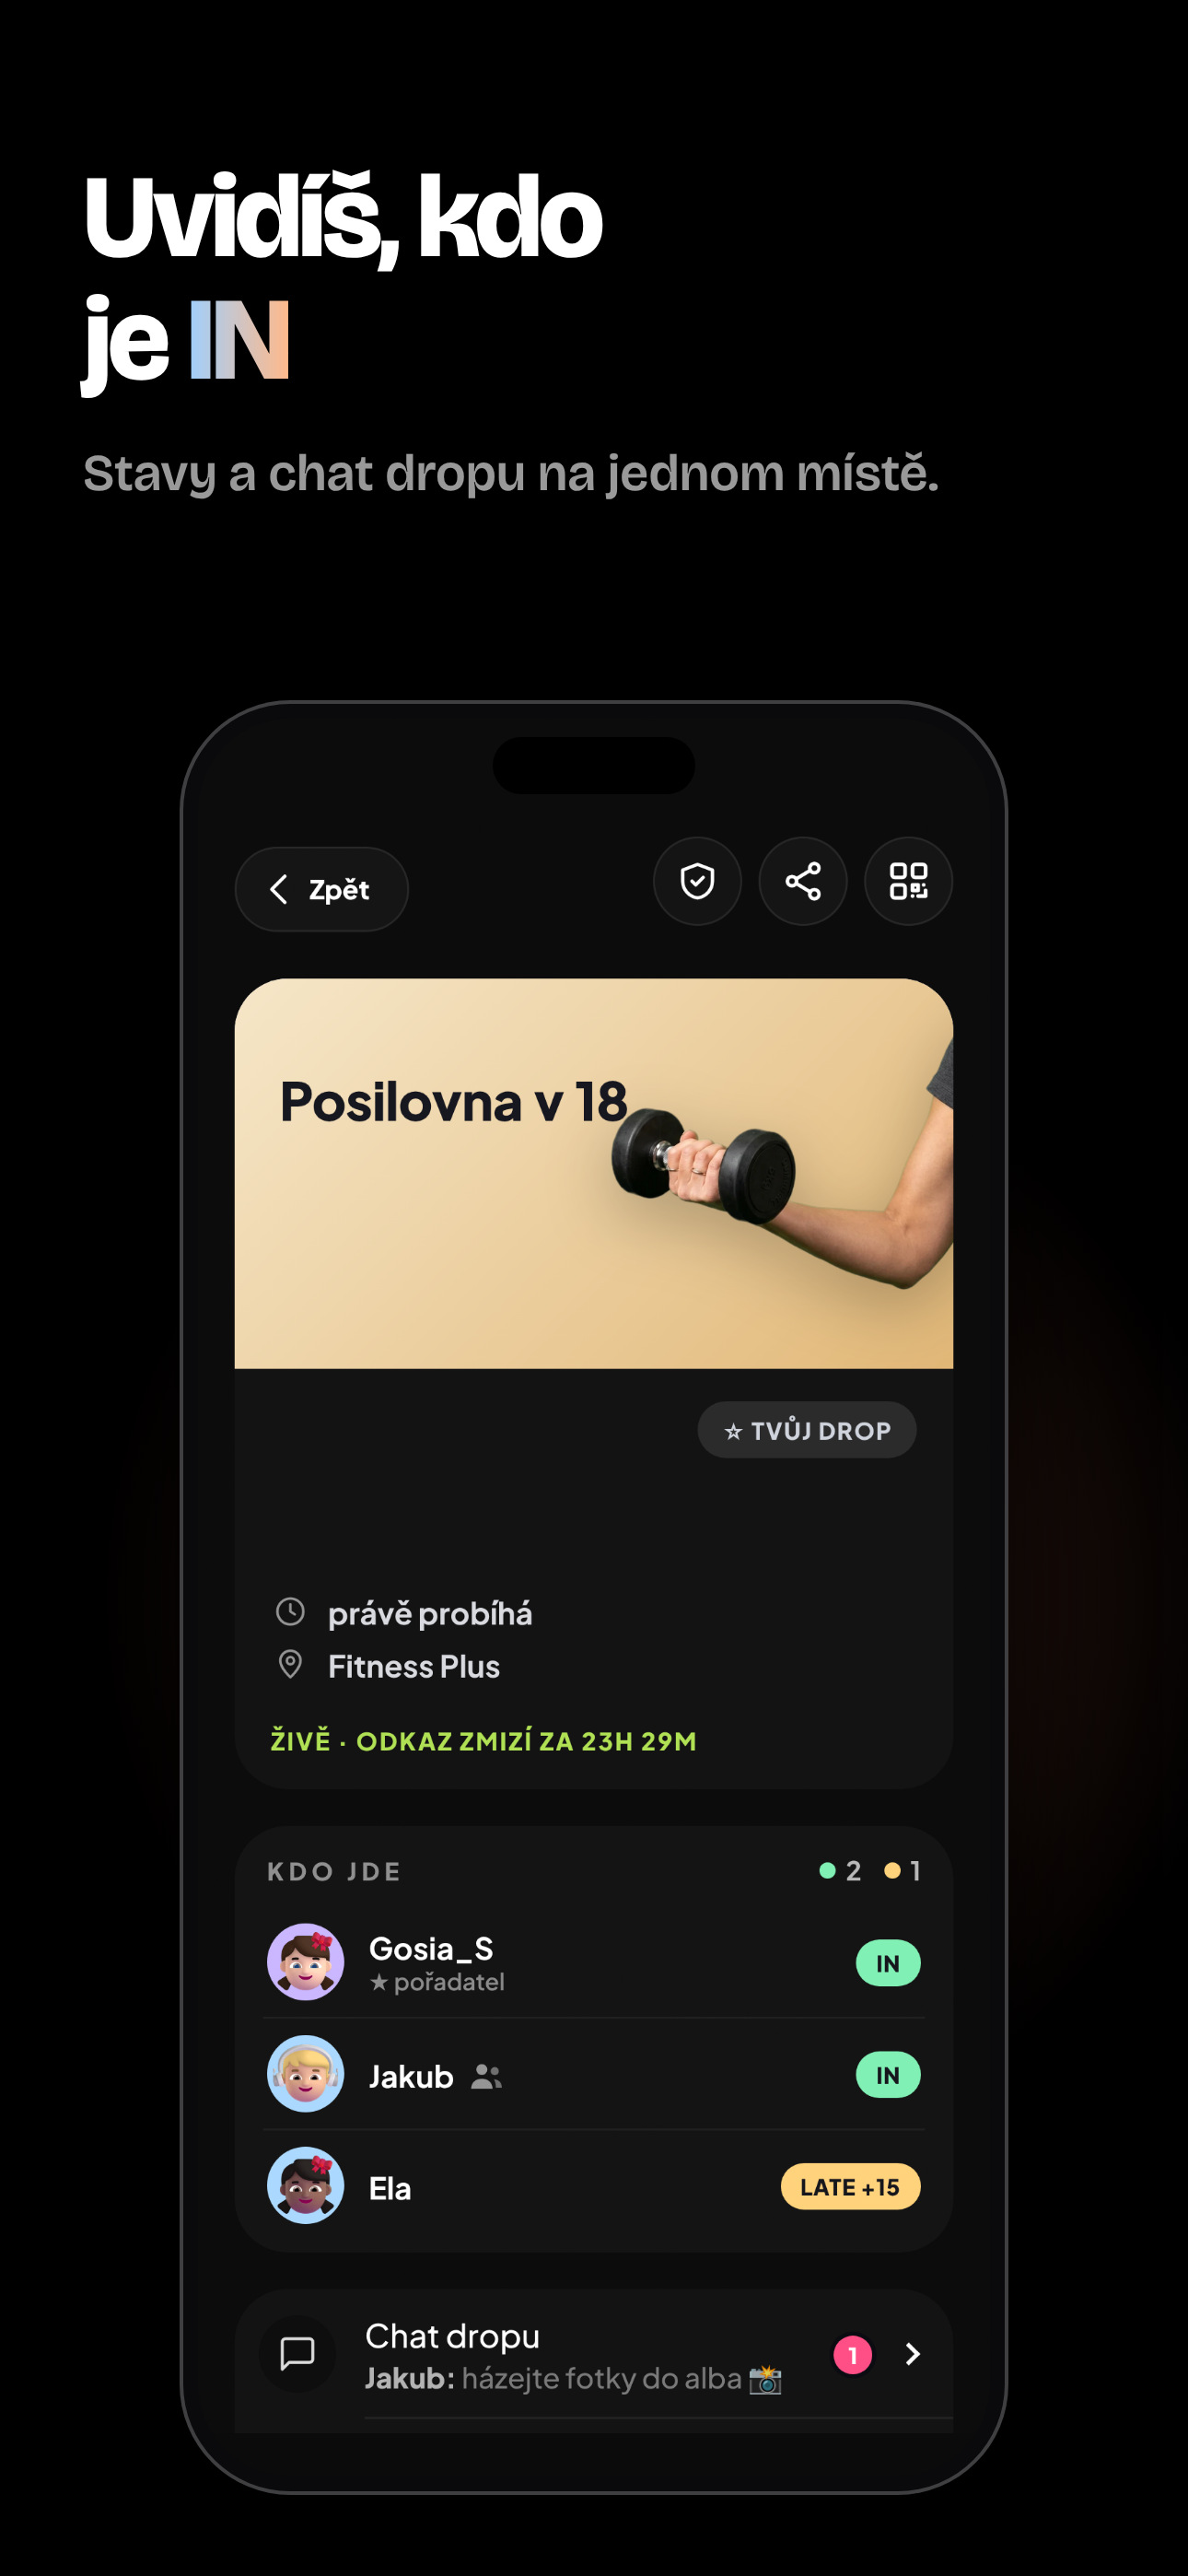 Uvidíš, kdo
je IN
Stavy a chat dropu na jednom místě.
Zpět
Posilovna v 18
☆ TVŮJ DROP
právě probíhá
Fitness Plus
ŽIVĚ · ODKAZ ZMIZÍ ZA 23H 29M
KDO JDE 2 1
Gosia_S IN
★ pořadatel
Jakub IN
Ela LATE +15
Chat dropu 1
Jakub: házejte fotky do alba 📸